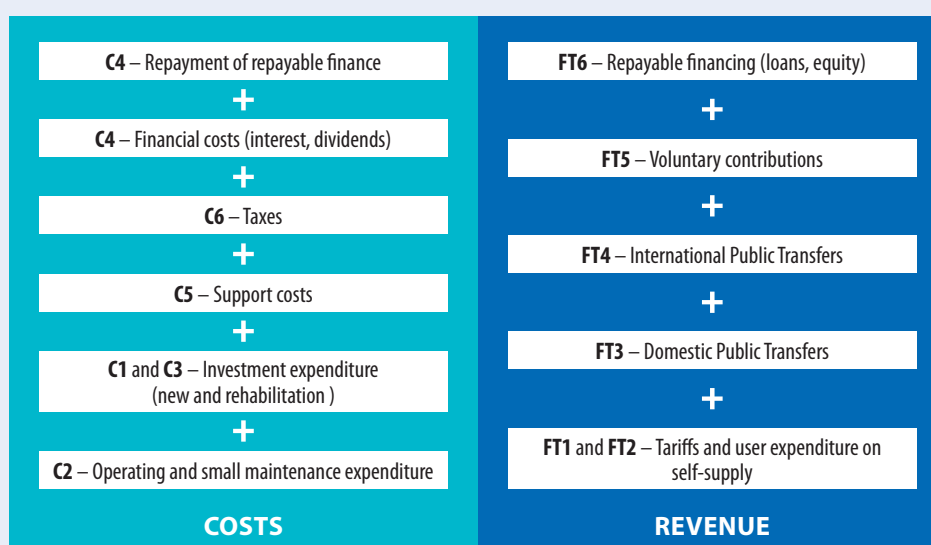 C4 – Repayment of repayable finance
+
C4 – Financial costs (interest, dividends)
+
C6 – Taxes
+
C5 – Support costs
+
C1 and C3 – Investment expenditure
(new and rehabilitation )
+
C2 – Operating and small maintenance expenditure
COSTS
FT6 – Repayable financing (loans, equity)
+
FT5 – Voluntary contributions
+
FT4 – International Public Transfers
+
FT3 – Domestic Public Transfers
+
FT1 and FT2 – Tariffs and user expenditure on
self-supply
REVENUE